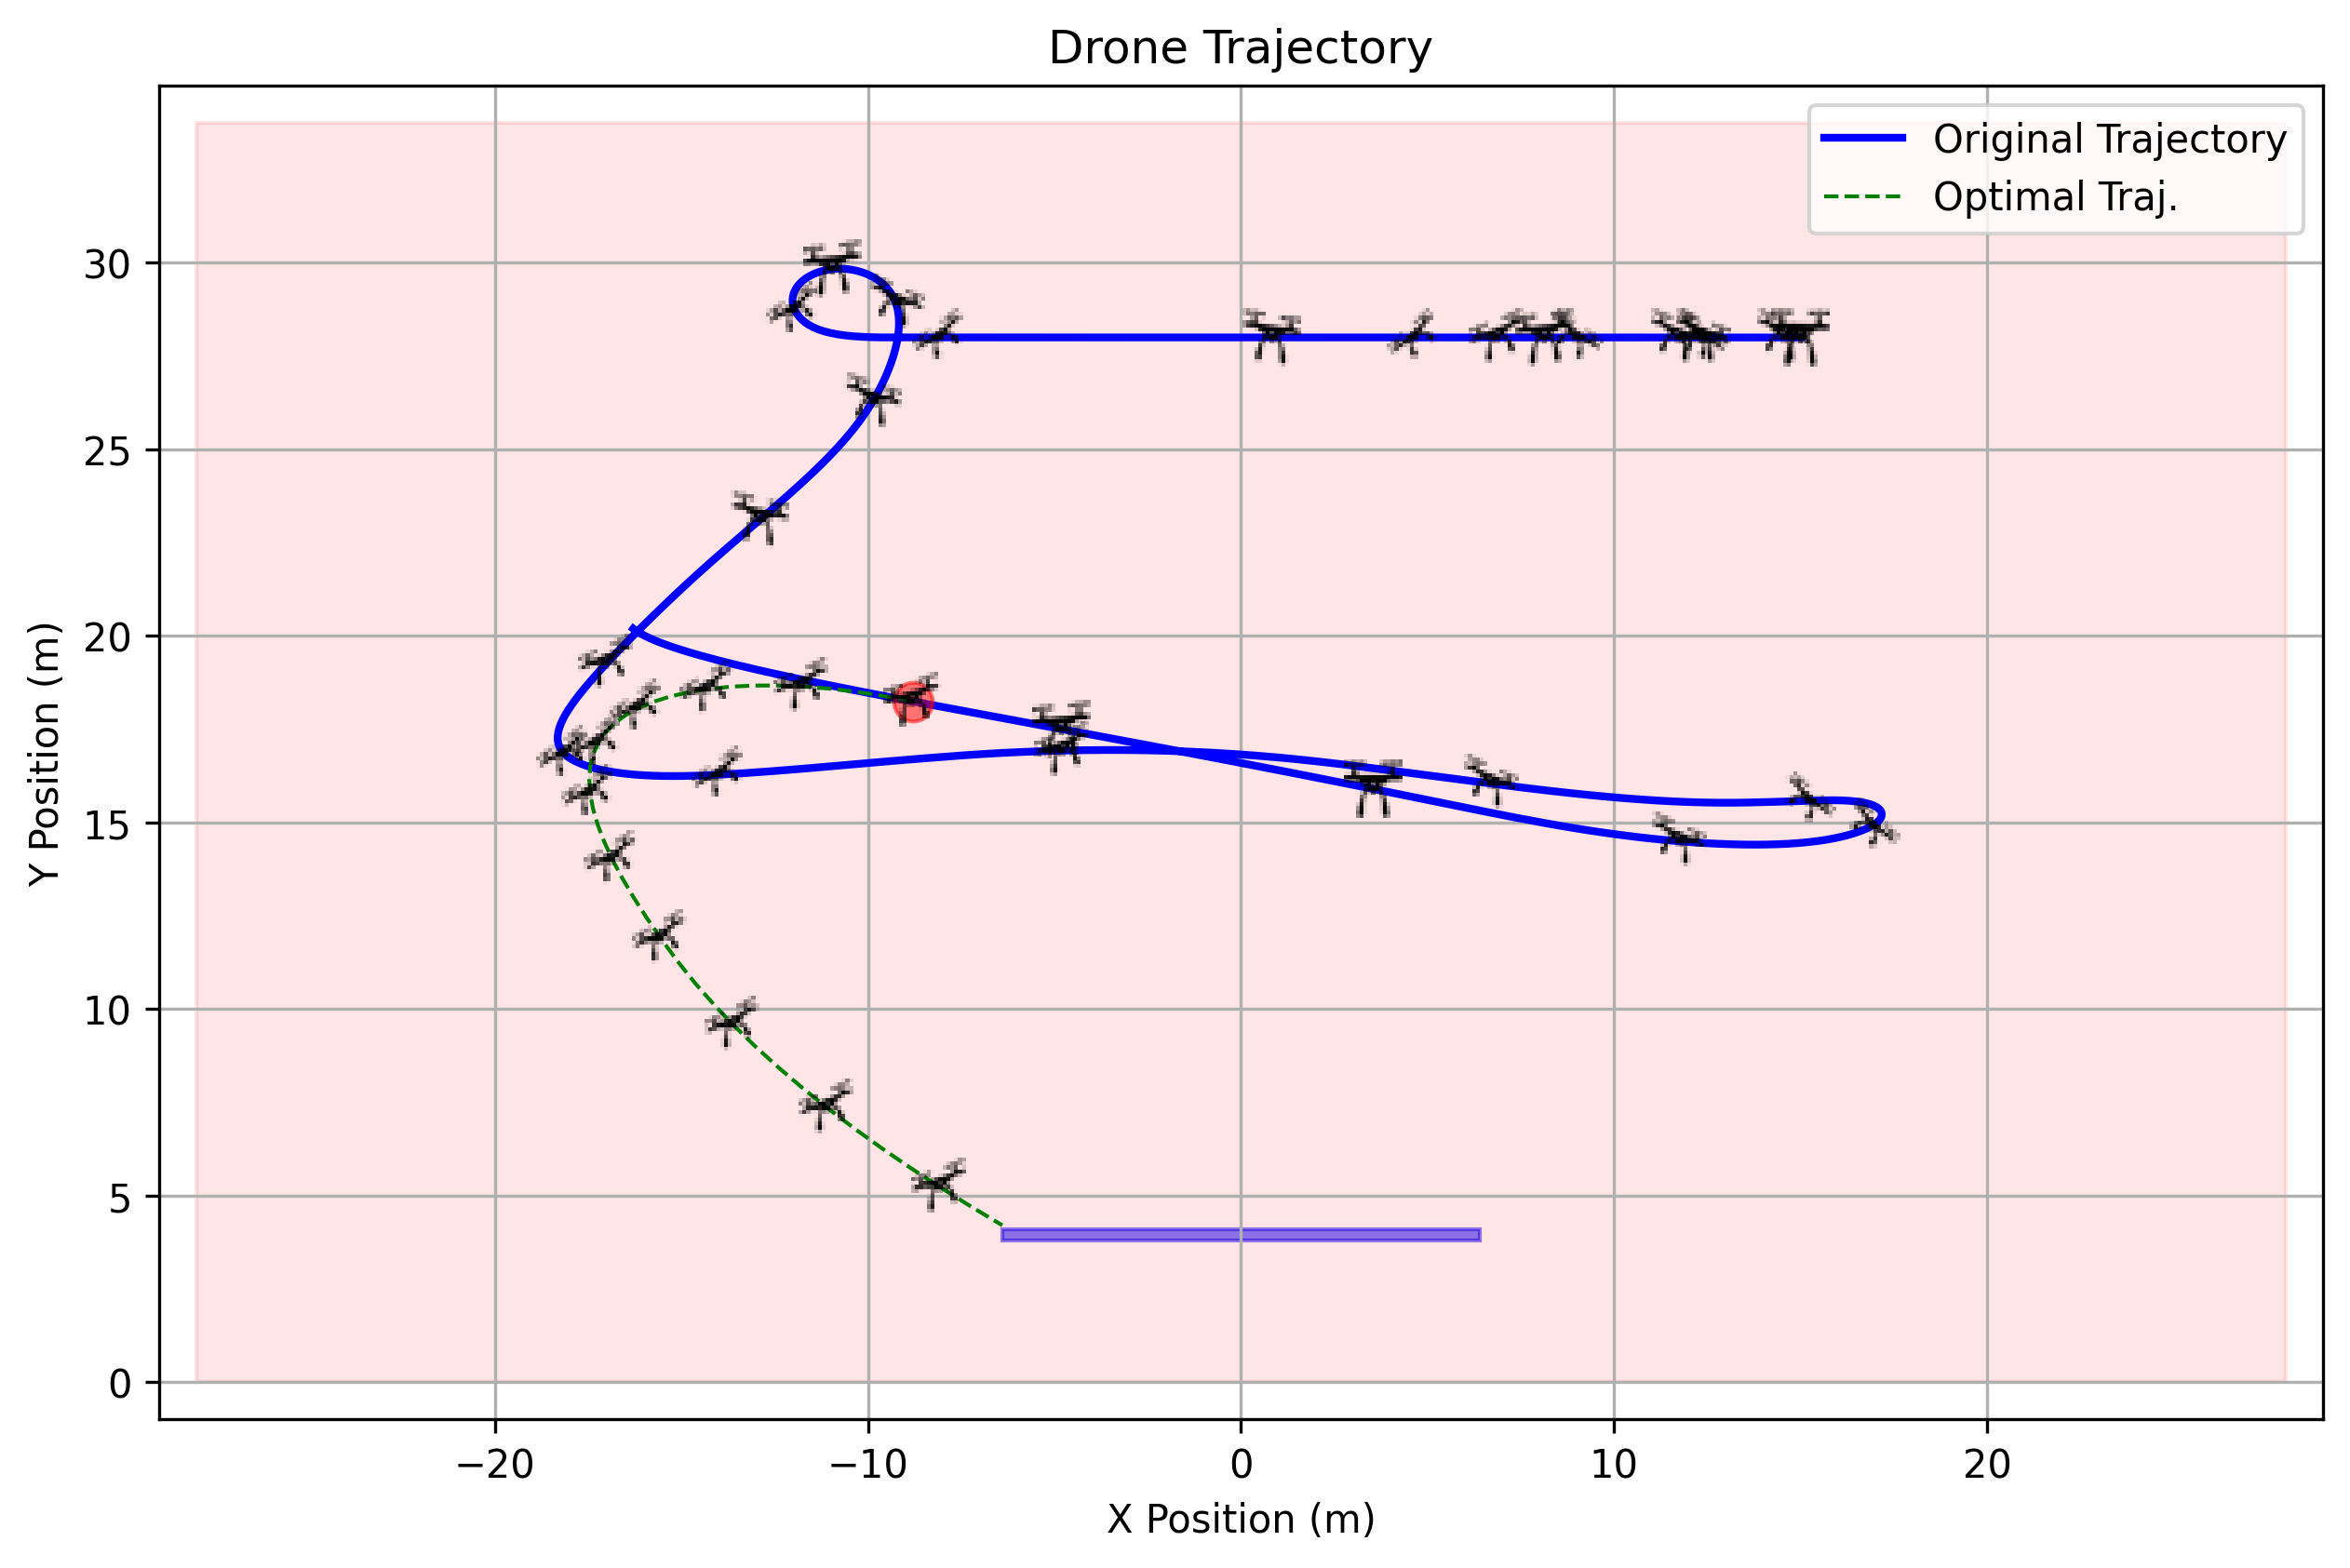 Drone Trajectory
Original Trajectory
Optimal Traj.
Y Position (m)
30
25
20
15
10
5
0
−20
−10
0
10
20
X Position (m)